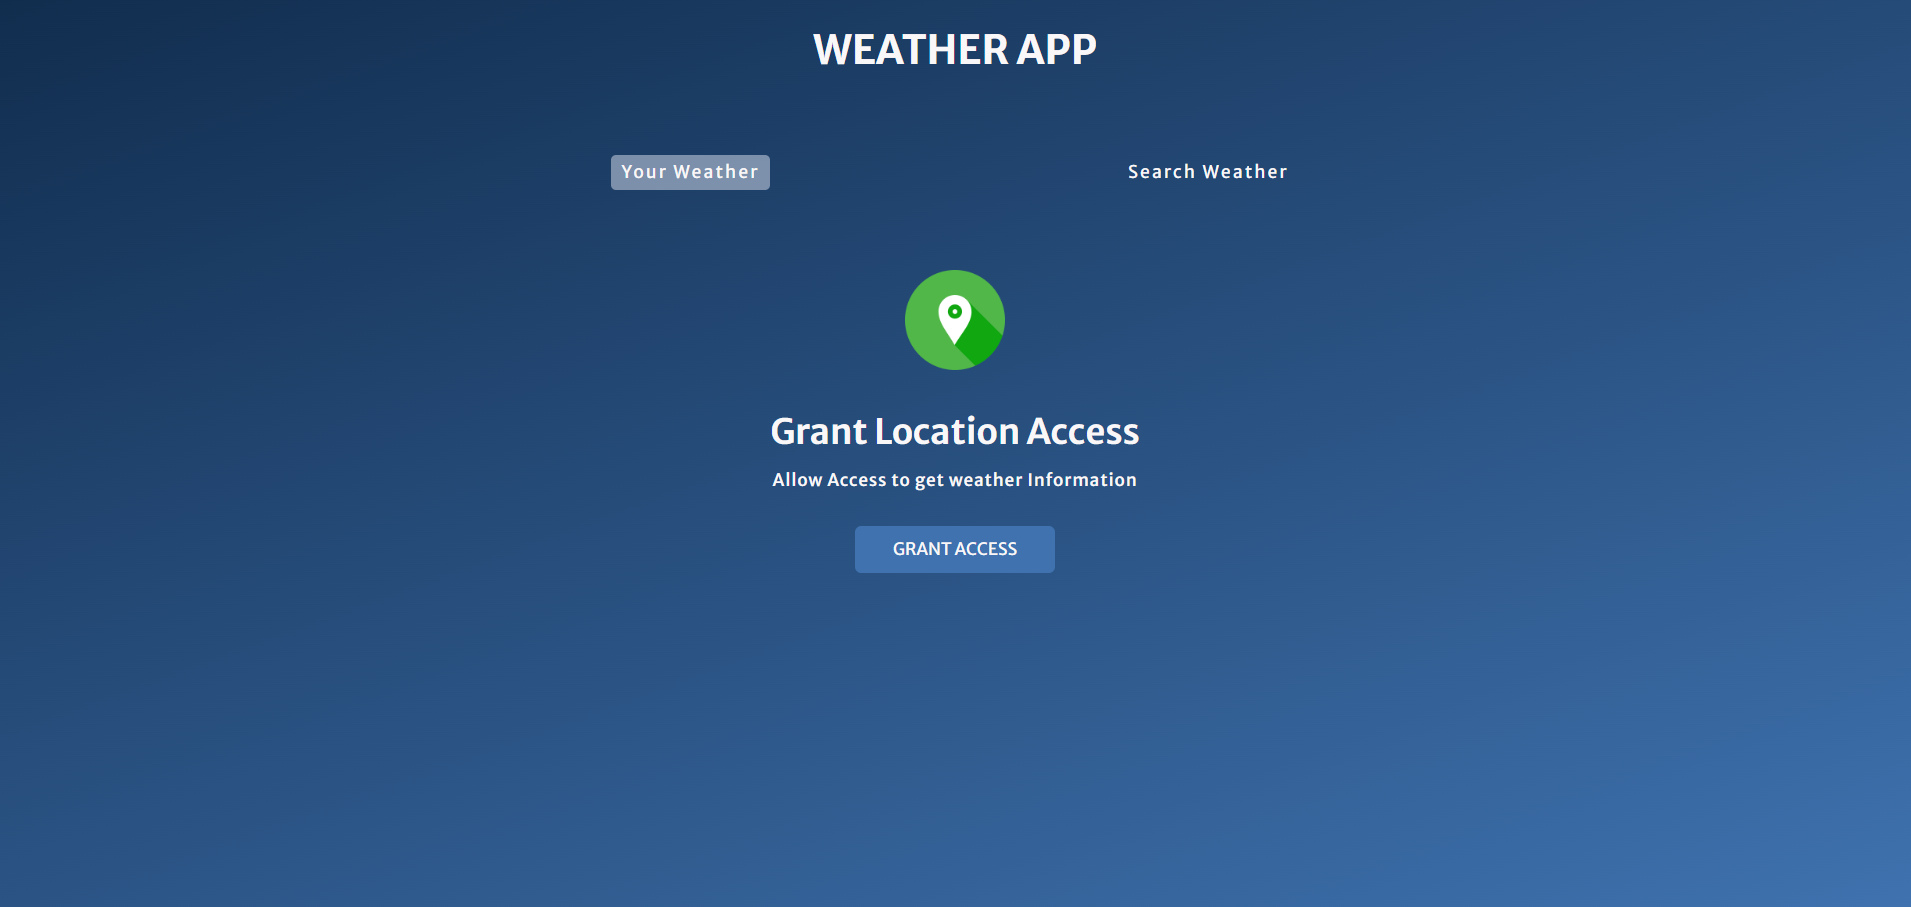 WEATHER APP
Your Weather
Search Weather
Grant Location Access
Allow Access to get weather Information
GRANT ACCESS